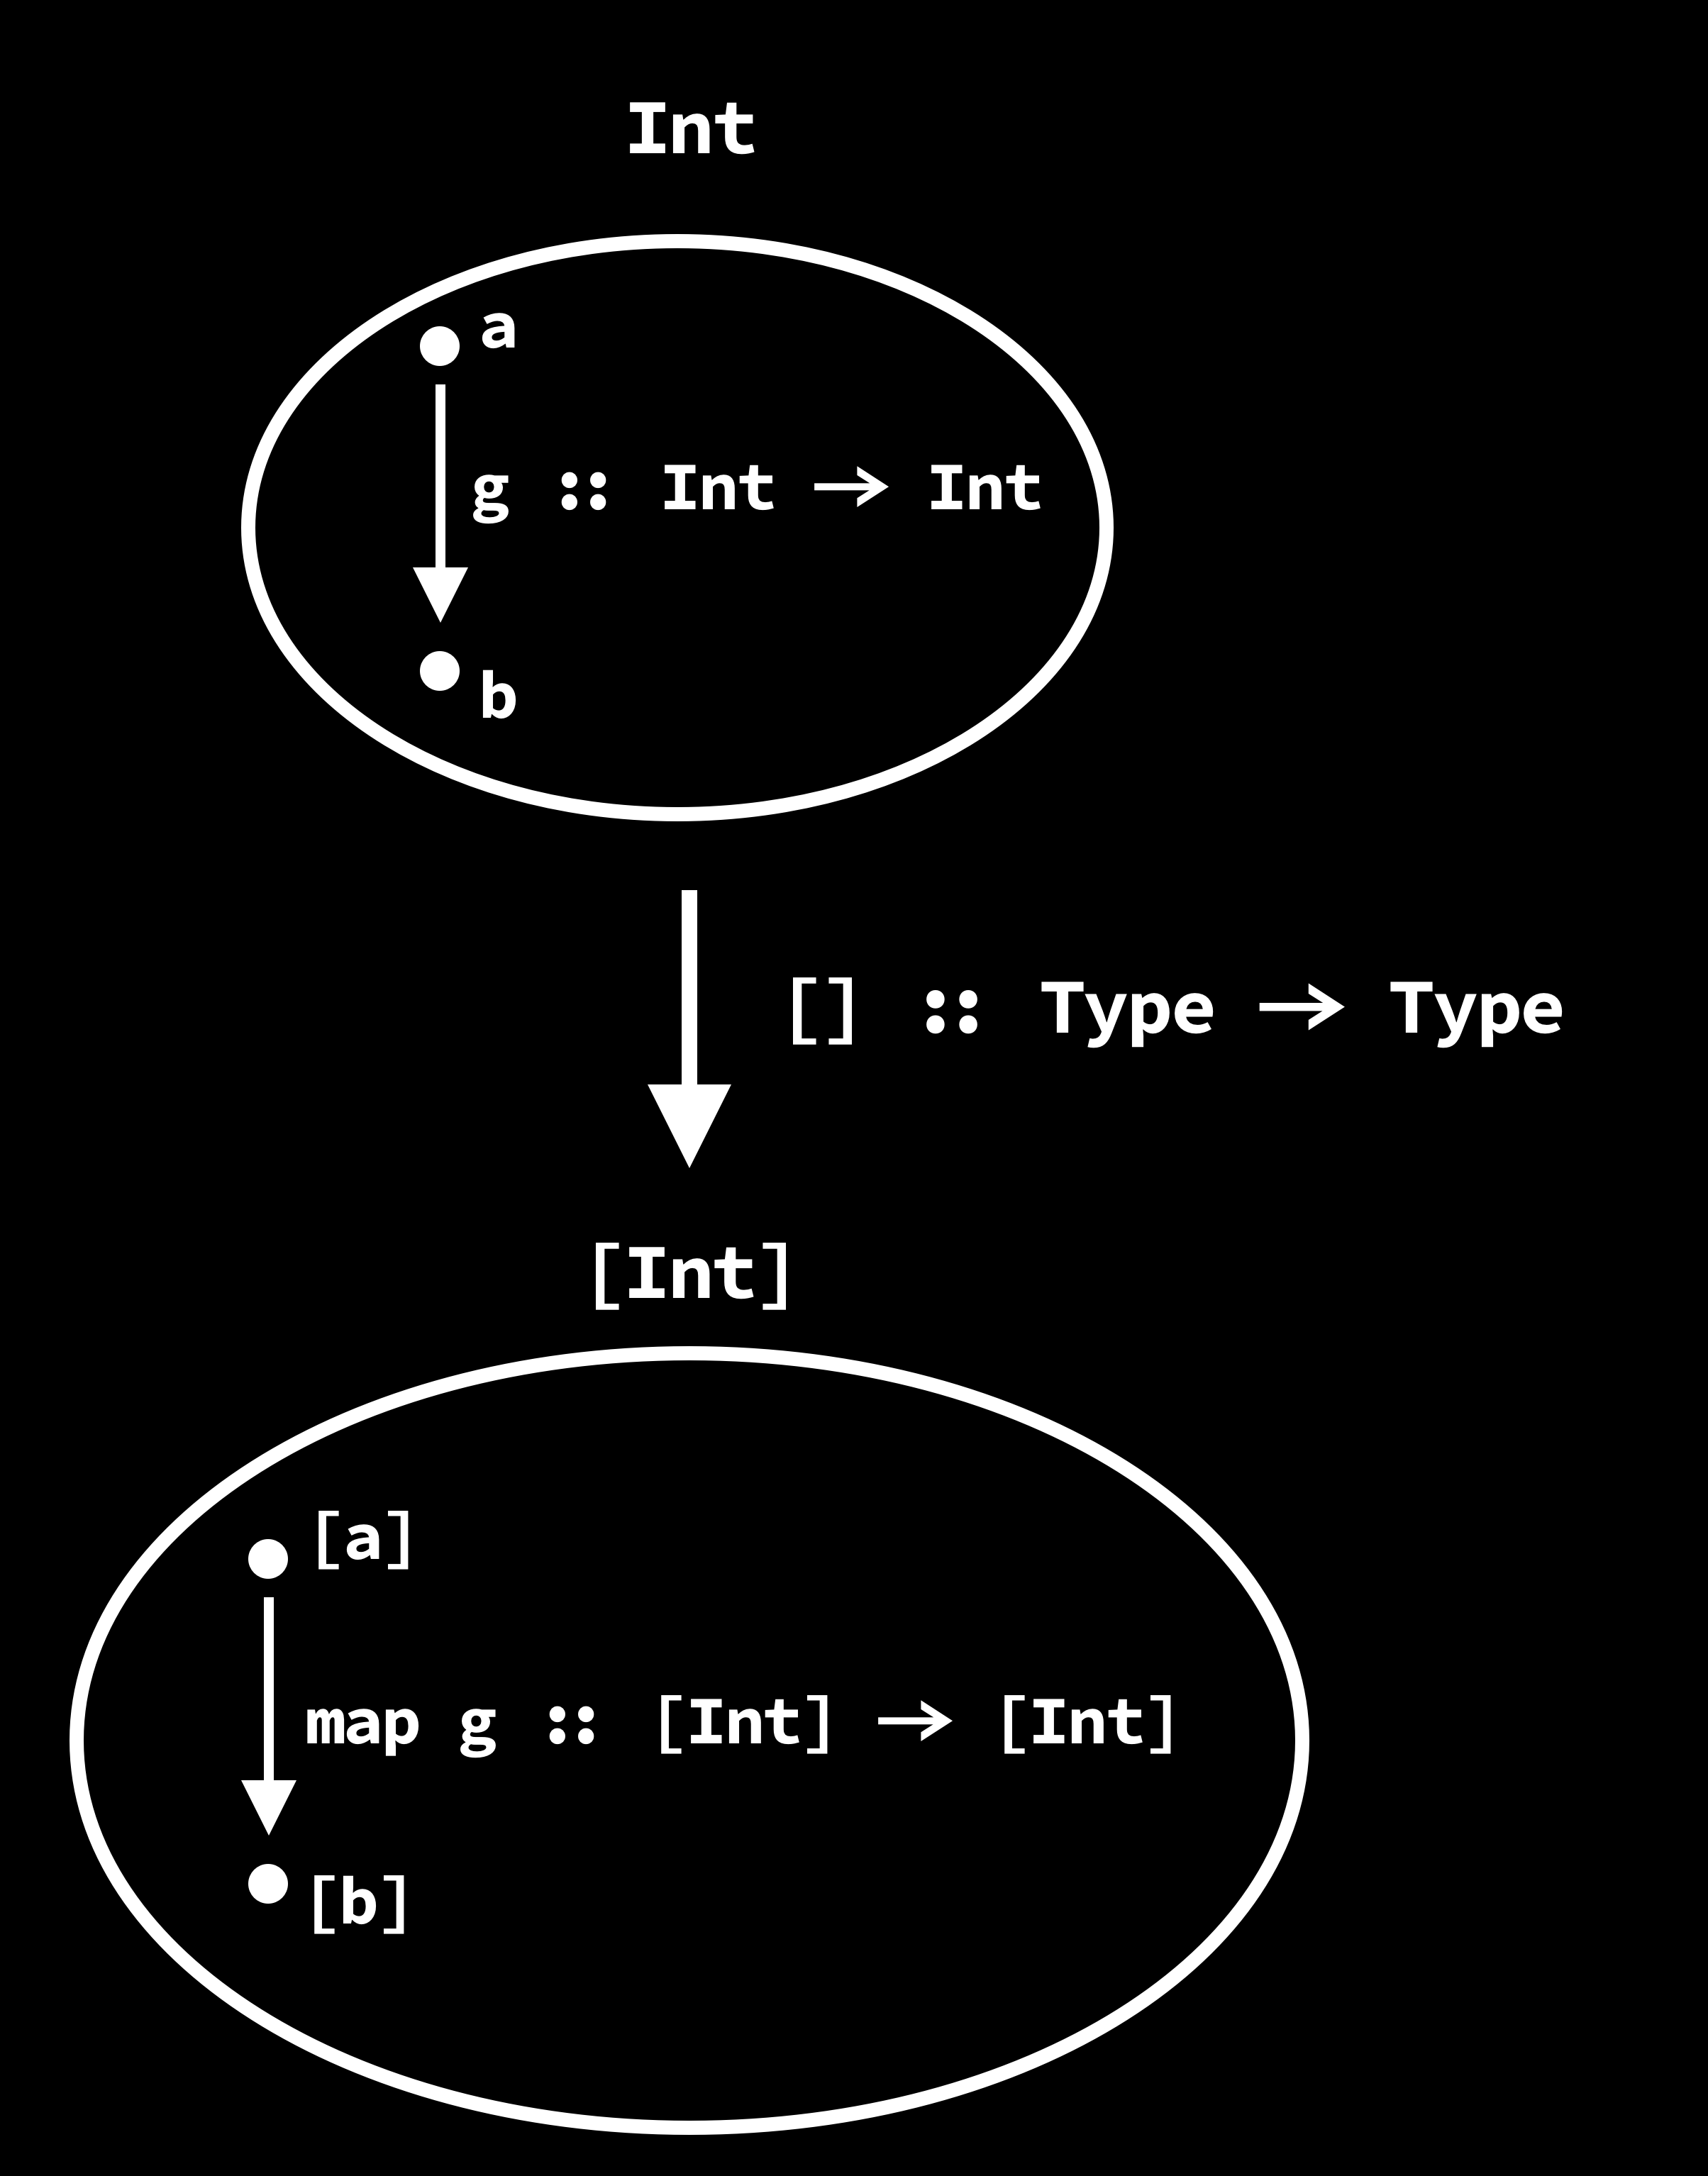 Int
a
g :: Int → Int
b
[] :: Type → Type
[Int]
[a]
map g :: [Int] → [Int]
[b]